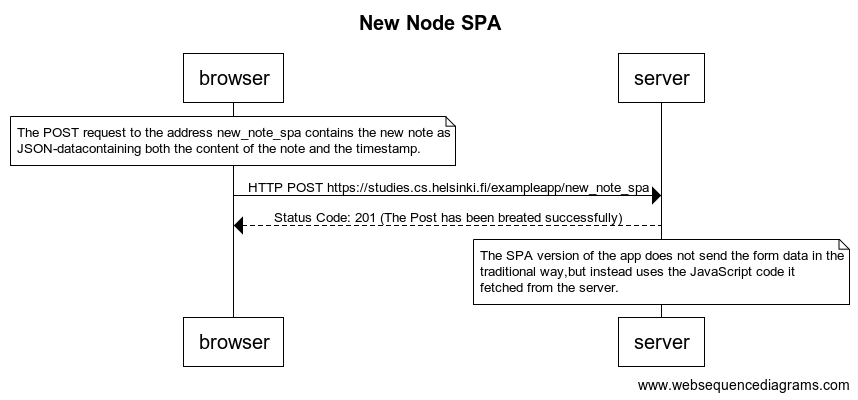 New Node SPA
browser
server
The POST request to the address new_note_spa contains the new note as
JSON-datacontaining both the content of the note and the timestamp.
HTTP POST https://studies.cs.helsinki.fi/exampleapp/new_note_spa
Status Code: 201 (The Post has been breated successfully)
The SPA version of the app does not send the form data in the
traditional way,but instead uses the JavaScript code it
fetched from the server.
browser
server
www.websequencediagrams.com